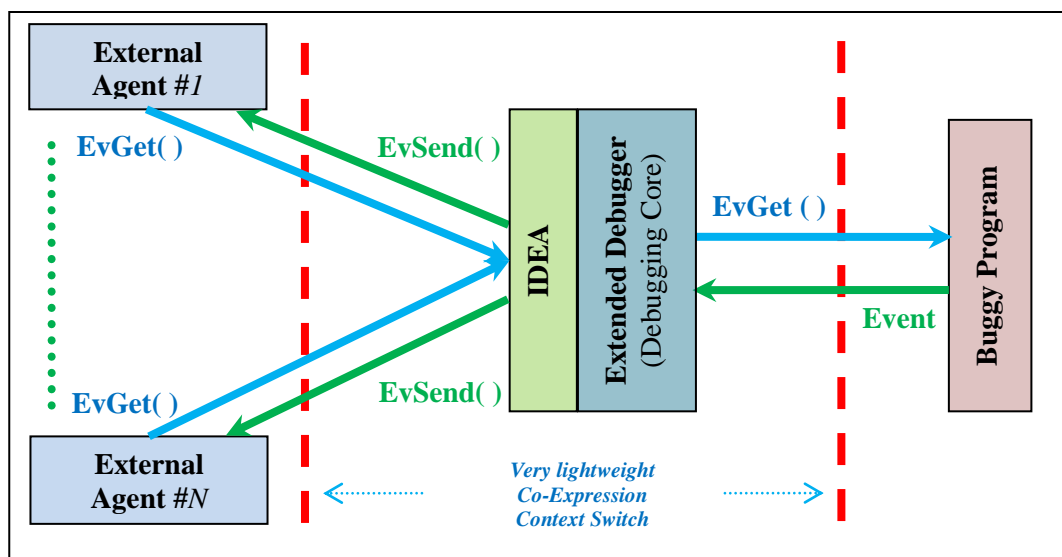 External
Agent #1
EvGet( )
EvSend( )
IDEA
Extended Debugger
(Debugging Core)
EvGet ( )
Event
Buggy Program
EvGet( )
EvSend( )
External
Agent #N
Very lightweight
Co-Expression
Context Switch